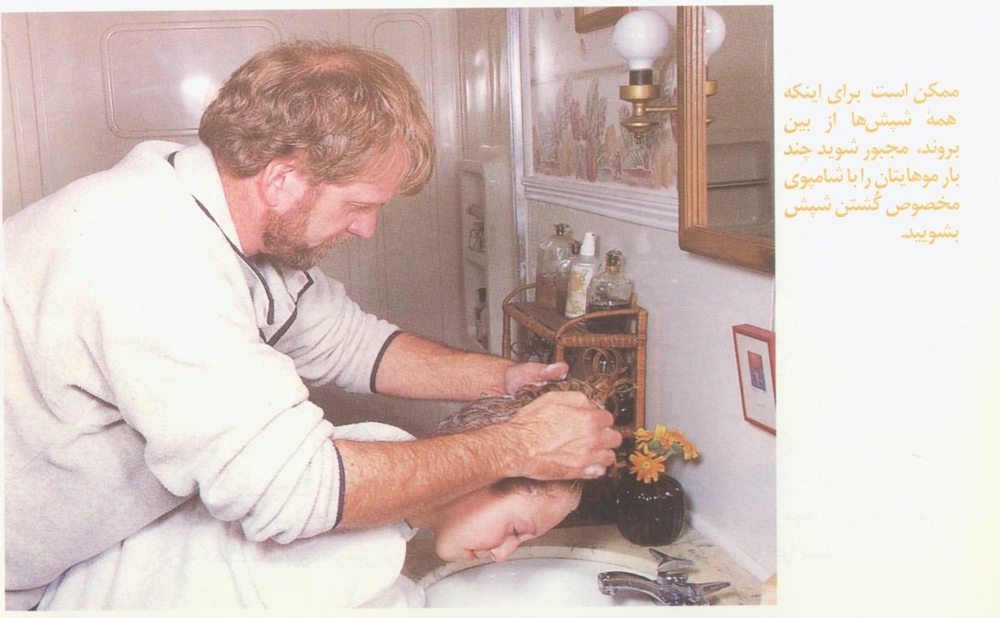 ممکن است برای اینکه
همهٔ شپش‌ها از بین
بروند، مجبور شوید چند
بار موهایتان را با شامپوی
مخصوص کُشتن شپش
بشویید.